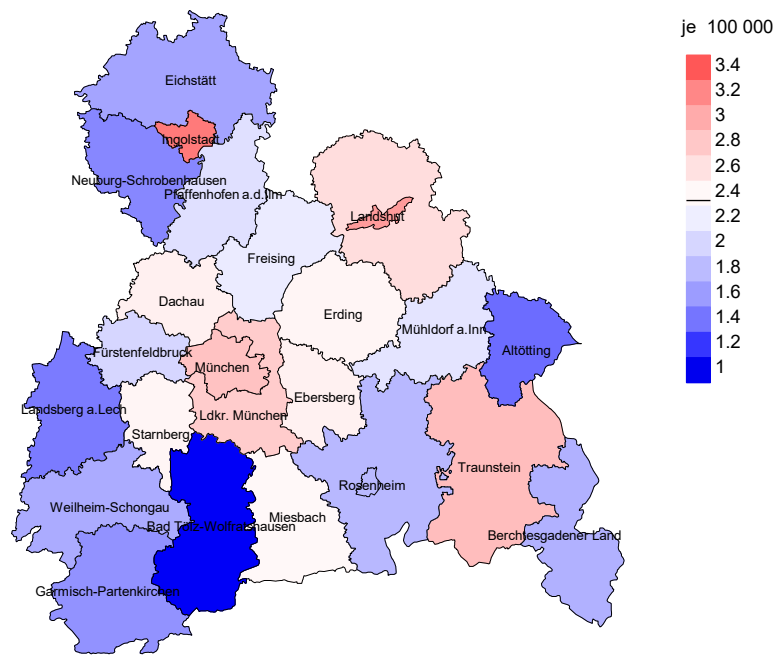 je 100 000
3.4
3.2
3
2.8
2.6
2.4
2.2
2
1.8
1.6
1.4
1.2
1
Eichstätt
Ingolstadt
Neuburg-Schrobenhausen
Pfaffenhofen a.d.Ilm
Landshut
Freising
Dachau
Erding
Mühldorf a.Inn
Fürstenfeldbruck
Altötting
München
Ebersberg
Landsberg a.Lech
Ldkr. München
Starnberg
Traunstein
Rosenheim
Weilheim-Schongau
Miesbach
Bad Tölz-Wolfratshausen
Berchtesgadener Land
Garmisch-Partenkirchen